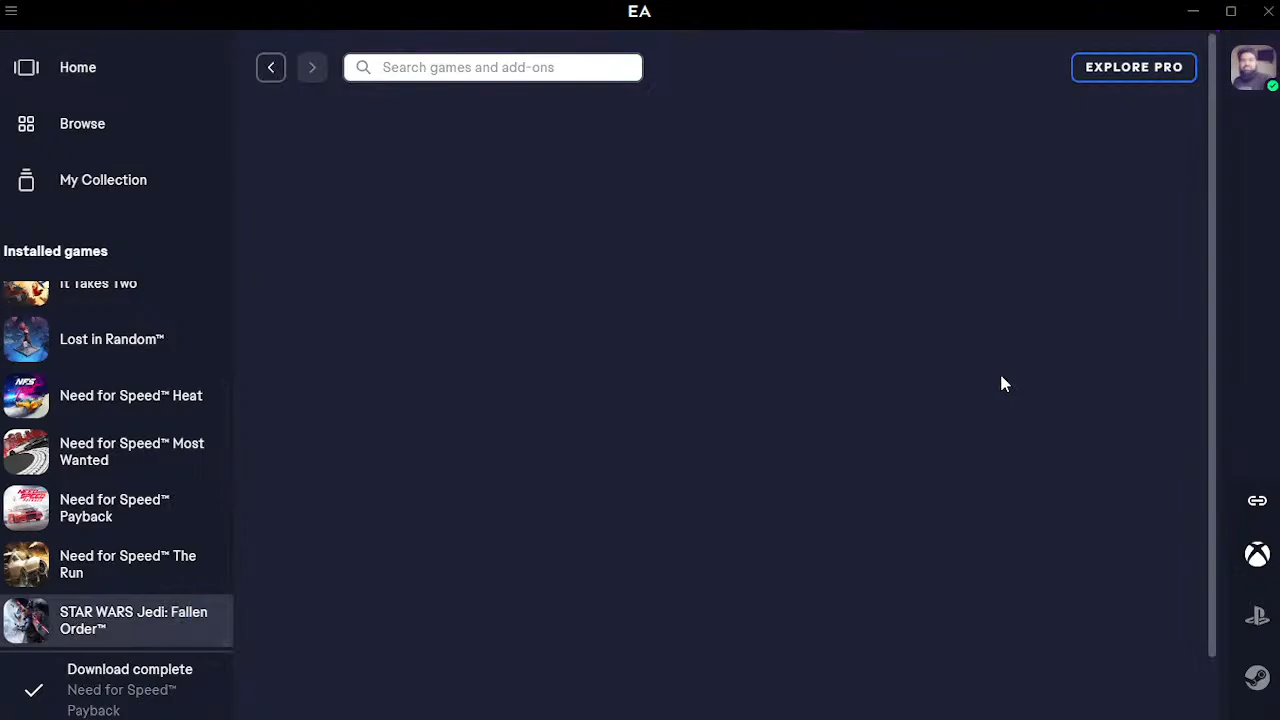 EA
Home
Search games and add-ons
EXPLORE PRO
Browse
My Collection
Installed games
It Takes Two
Lost in Random™
Need for Speed™ Heat
Need for Speed™ Most
Wanted
Need for Speed™
Payback
Need for Speed™ The
Run
STAR WARS Jedi: Fallen
Order™
Download complete
Need for Speed™
Payback